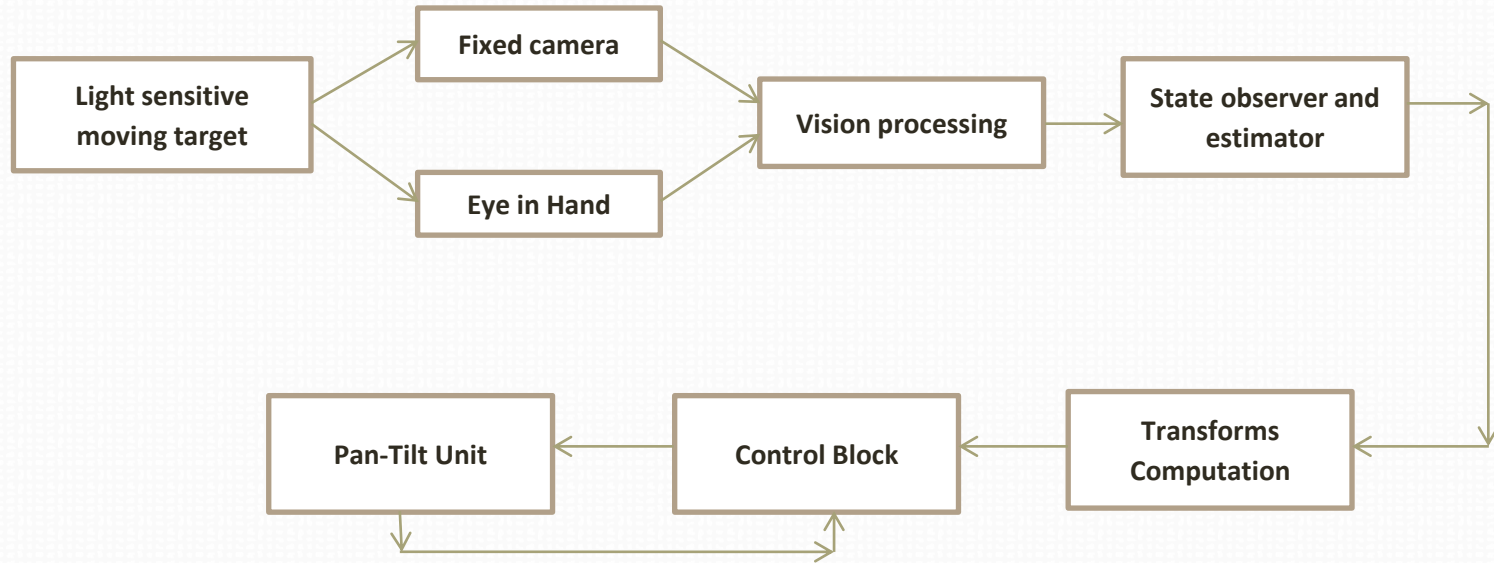 Light sensitive
moving target
Fixed camera
Eye in Hand
Vision processing
State observer and
estimator
Transforms
Computation
Control Block
Pan-Tilt Unit